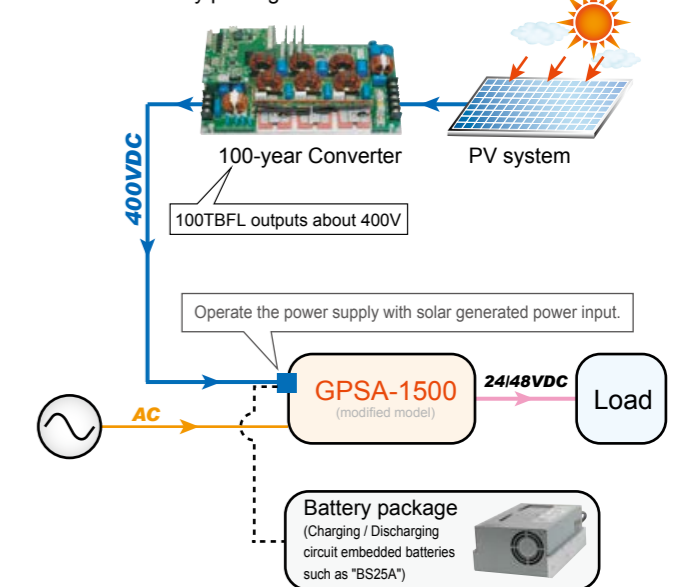 100-year Converter
PV system
400VDC
100TBFL outputs about 400V
Operate the power supply with solar generated power input.
GPSA-1500
(modified model)
24/48VDC
Load
AC
Battery package
(Charging / Discharging
circuit embedded batteries
such as "BS25A")